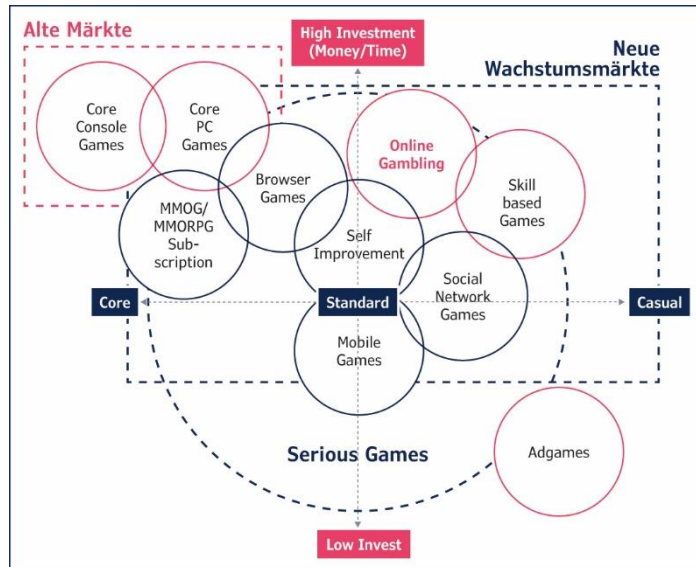 Alte Märkte
High Investment
(Money/Time)
Neue
Wachstumsmärkte
Core
Console
Games
Core
PC
Games
Online
Gambling
Browser
Games
Skill
based
Games
MMOG/
MMORPG
Sub-
scription
Self
Improvement
Social
Network
Games
Core
Standard
Casual
Mobile
Games
Serious Games
Adgames
Low Invest